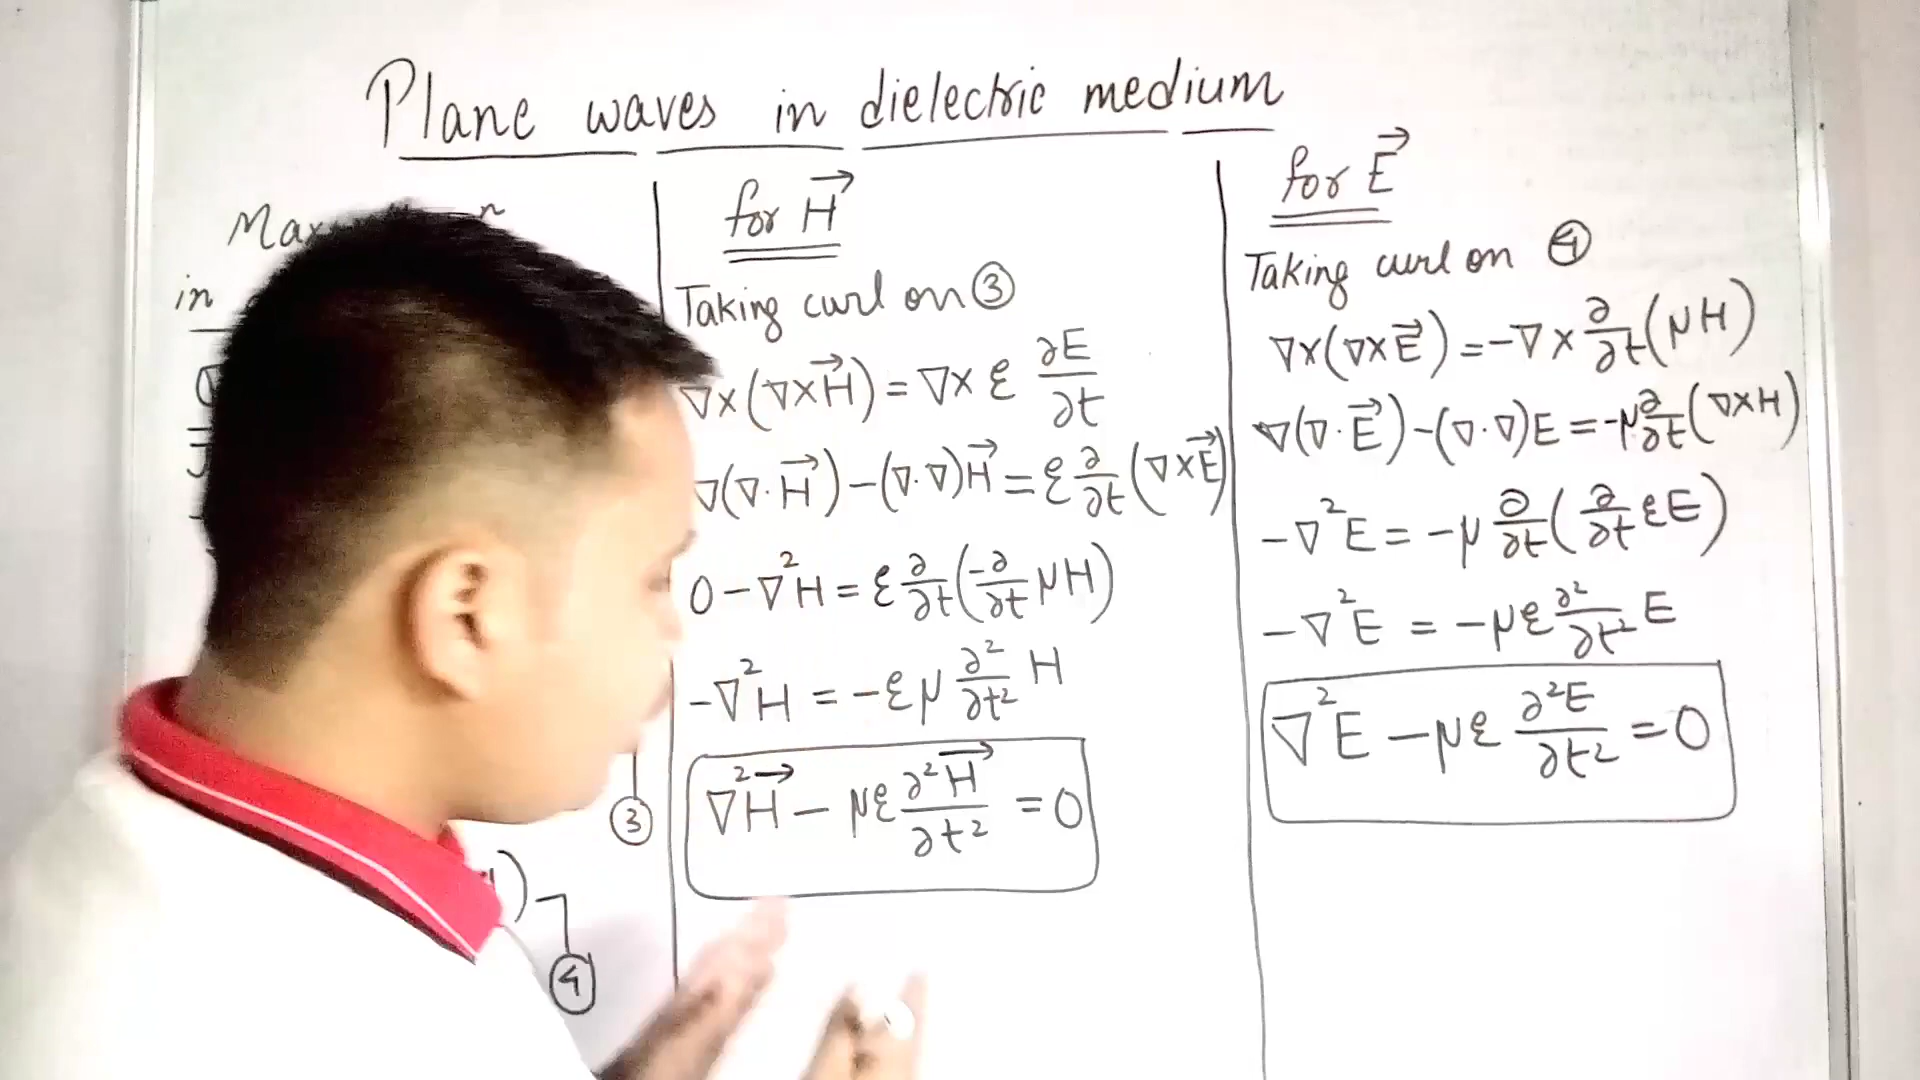 Plane waves in dielectric medium
in
③
④
for H⃗
Taking curl on ③
∇×(∇×H⃗) = ∇× ε ∂E/∂t
∇(∇·H⃗) − (∇·∇)H⃗ = ε ∂/∂t (∇×E⃗)
0 − ∇²H = ε ∂/∂t (−∂/∂t μH)
−∇²H = −εμ ∂²/∂t² H
∇²H⃗ − με ∂²H⃗/∂t² = 0
for E⃗
Taking curl on ④
∇×(∇×E⃗) = −∇× ∂/∂t (μH)
∇(∇·E⃗) − (∇·∇)E = −μ ∂/∂t (∇×H)
−∇²E = −μ ∂/∂t (∂/∂t εE)
−∇²E = −με ∂²/∂t² E
∇²E − με ∂²E/∂t² = 0